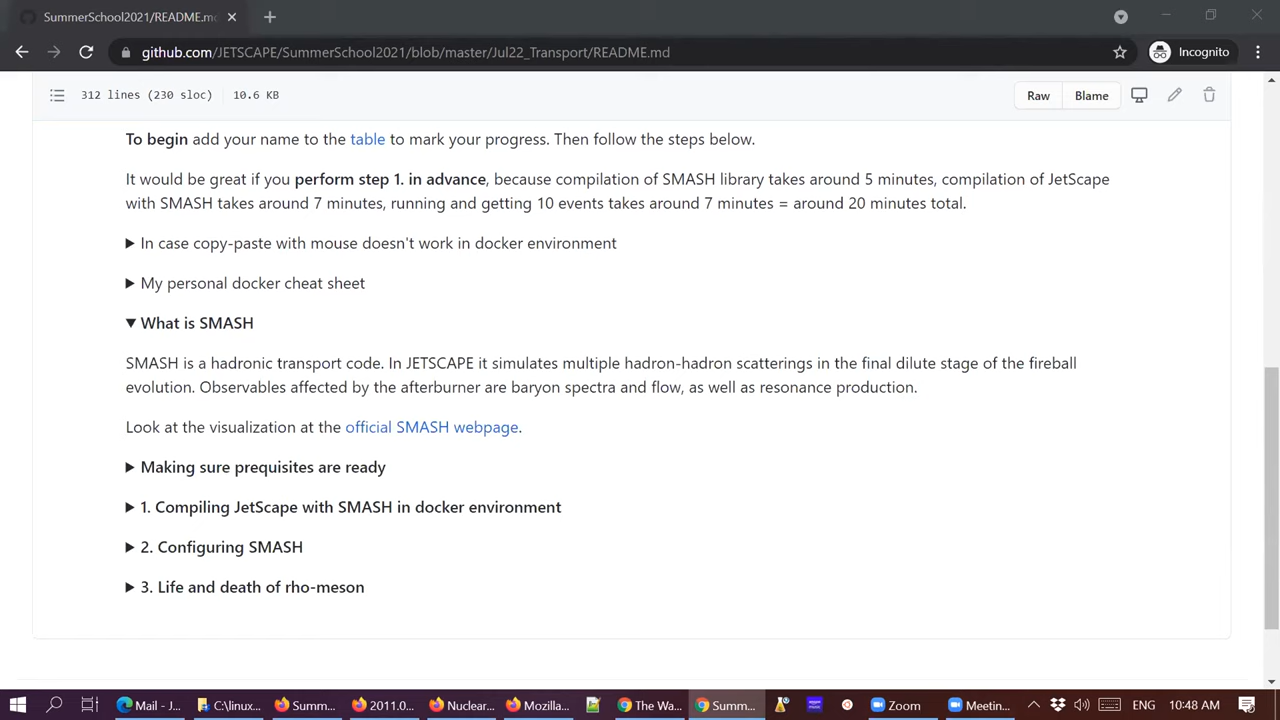 SummerSchool2021/README.mc
github.com/JETSCAPE/SummerSchool2021/blob/master/Jul22_Transport/README.md
Incognito
312 lines (230 sloc)
10.6 KB
Raw
Blame
To begin add your name to the table to mark your progress. Then follow the steps below.
It would be great if you perform step 1. in advance, because compilation of SMASH library takes around 5 minutes, compilation of JetScape
with SMASH takes around 7 minutes, running and getting 10 events takes around 7 minutes = around 20 minutes total.
In case copy-paste with mouse doesn't work in docker environment
My personal docker cheat sheet
What is SMASH
SMASH is a hadronic transport code. In JETSCAPE it simulates multiple hadron-hadron scatterings in the final dilute stage of the fireball
evolution. Observables affected by the afterburner are baryon spectra and flow, as well as resonance production.
Look at the visualization at the official SMASH webpage.
Making sure prequisites are ready
1. Compiling JetScape with SMASH in docker environment
2. Configuring SMASH
3. Life and death of rho-meson
Mail - J...
C:\linux...
Summ...
2011.0...
Nuclear...
Mozilla...
The Wa...
Summ...
Zoom
Meetin...
ENG
10:48 AM